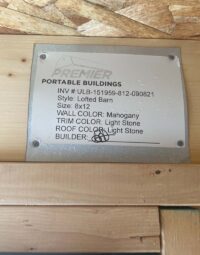 PREMIER
PORTABLE BUILDINGS
INV # ULB-151959-812-090821
Style: Lofted Barn
Size: 8x12
WALL COLOR: Mahogany
TRIM COLOR: Light Stone
ROOF COLOR: Light Stone
BUILDER: